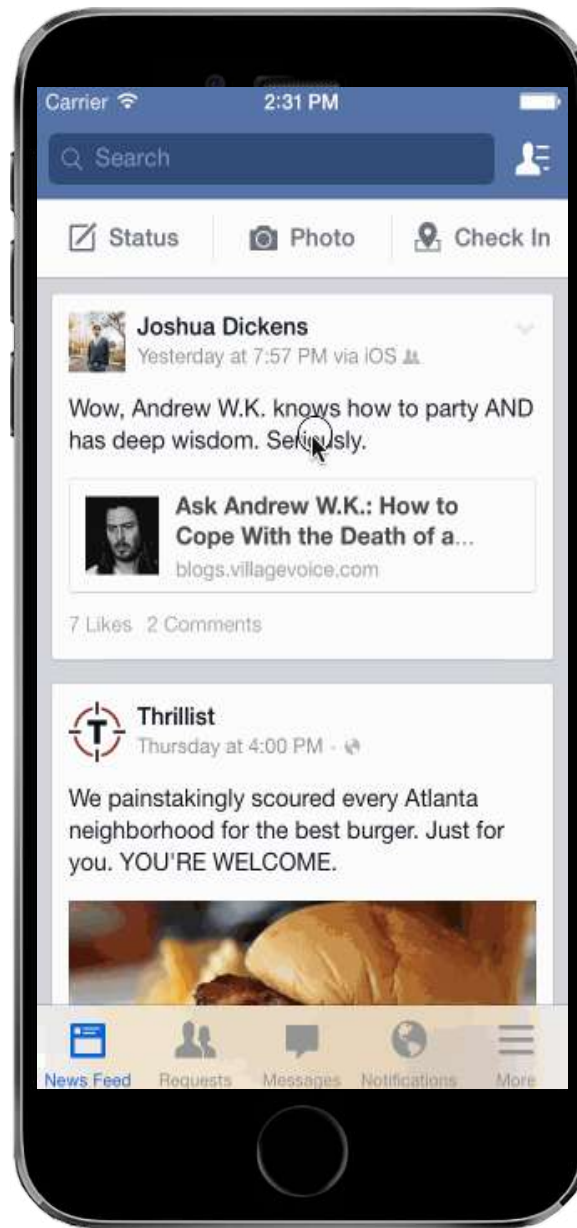 Carrier
2:31 PM
Search
Status
Photo
Check In
Joshua Dickens
Yesterday at 7:57 PM via iOS
Wow, Andrew W.K. knows how to party AND
has deep wisdom. Seriously.
Ask Andrew W.K.: How to
Cope With the Death of a...
blogs.villagevoice.com
7 Likes 2 Comments
T
Thrillist
Thursday at 4:00 PM -
We painstakingly scoured every Atlanta
neighborhood for the best burger. Just for
you. YOU'RE WELCOME.
News Feed
Requests
Messages
Notifications
More